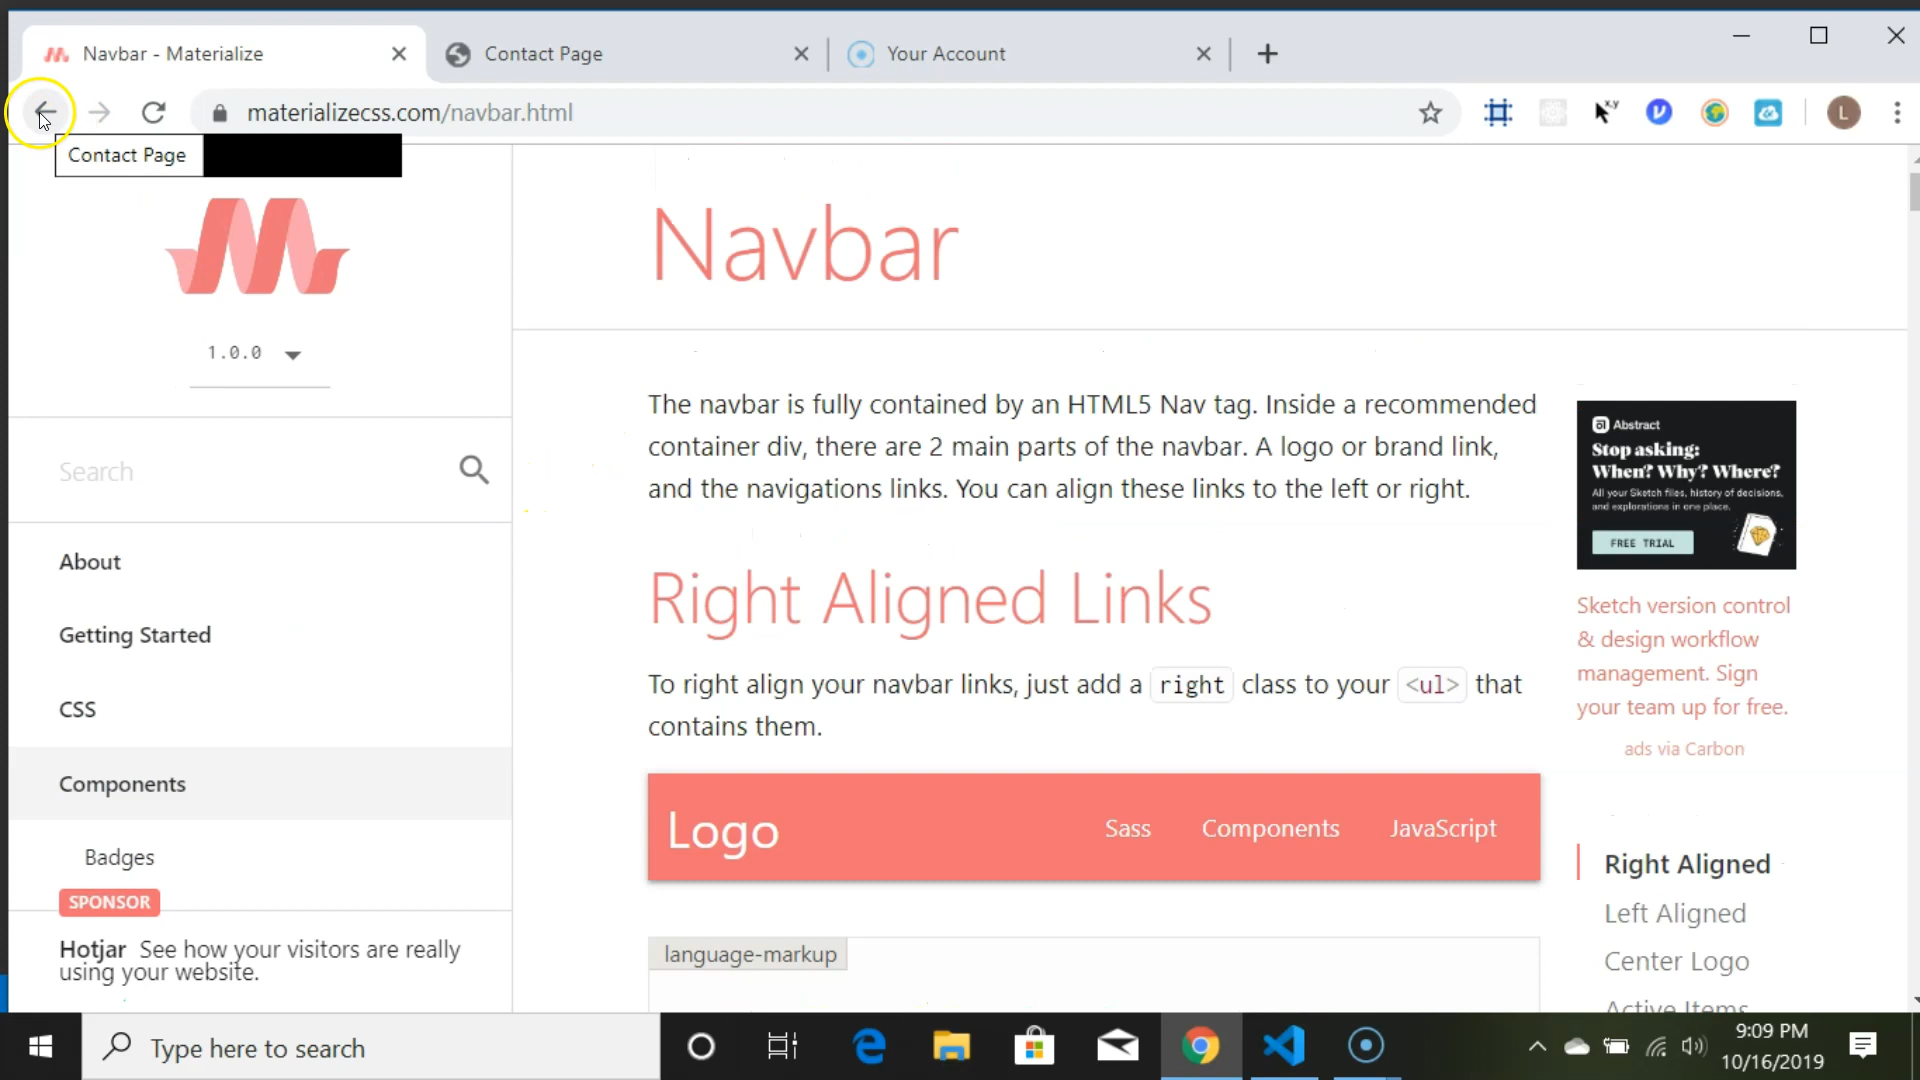 Navbar - Materialize
Contact Page
Your Account
materializecss.com/navbar.html
x,y
L
Contact Page
1.0.0
Search
About
Getting Started
CSS
Components
Badges
SPONSOR
Hotjar See how your visitors are really
using your website.
Navbar
The navbar is fully contained by an HTML5 Nav tag. Inside a recommended
container div, there are 2 main parts of the navbar. A logo or brand link,
and the navigations links. You can align these links to the left or right.
Right Aligned Links
To right align your navbar links, just add a right class to your <ul> that
contains them.
Logo
Sass
Components
JavaScript
language-markup
Abstract
Stop asking:
When? Why? Where?
All your Sketch files, history of decisions,
and explorations in one place.
FREE TRIAL
Sketch version control
& design workflow
management. Sign
your team up for free.
ads via Carbon
Right Aligned
Left Aligned
Center Logo
Active Items
Type here to search
9:09 PM
10/16/2019